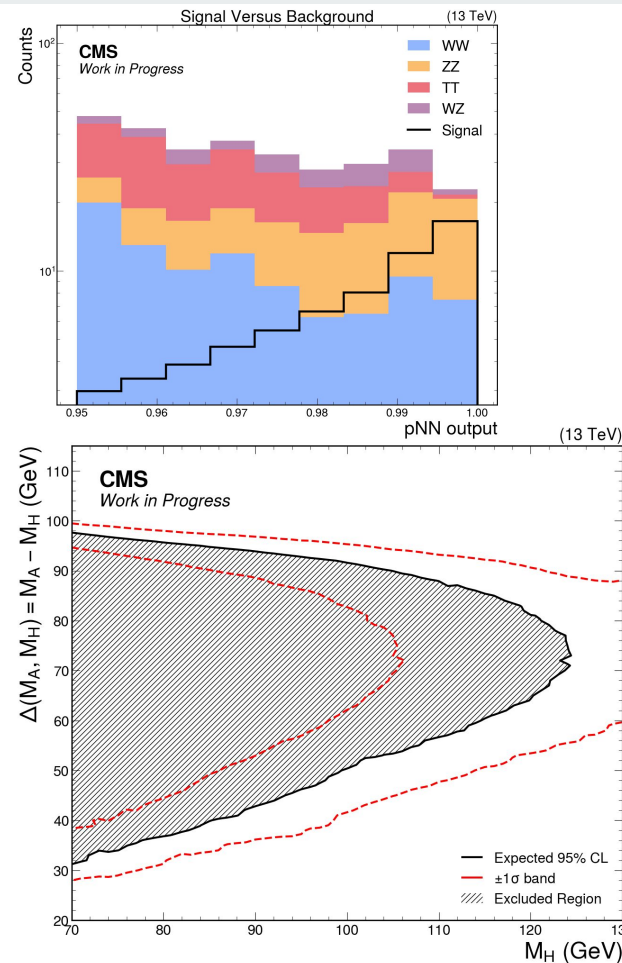 Signal Versus Background
(13 TeV)
Counts
10²
10¹
CMS
Work in Progress
WW
ZZ
TT
WZ
Signal
0.95 0.96 0.97 0.98 0.99 1.00
pNN output
(13 TeV)
Δ(M_A, M_H) = M_A − M_H (GeV)
CMS
Work in Progress
110
100
90
80
70
60
50
40
30
20
Expected 95% CL
±1σ band
Excluded Region
70 80 90 100 110 120 130
M_H (GeV)